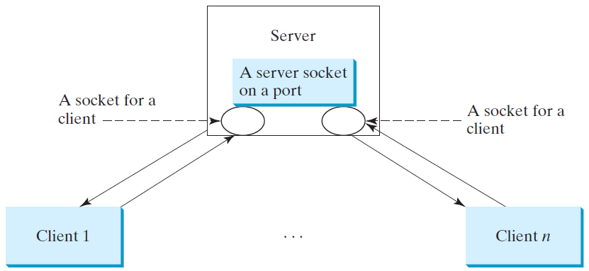 Server
A server socket
on a port
A socket for a
client
A socket for a
client
Client 1
...
Client n